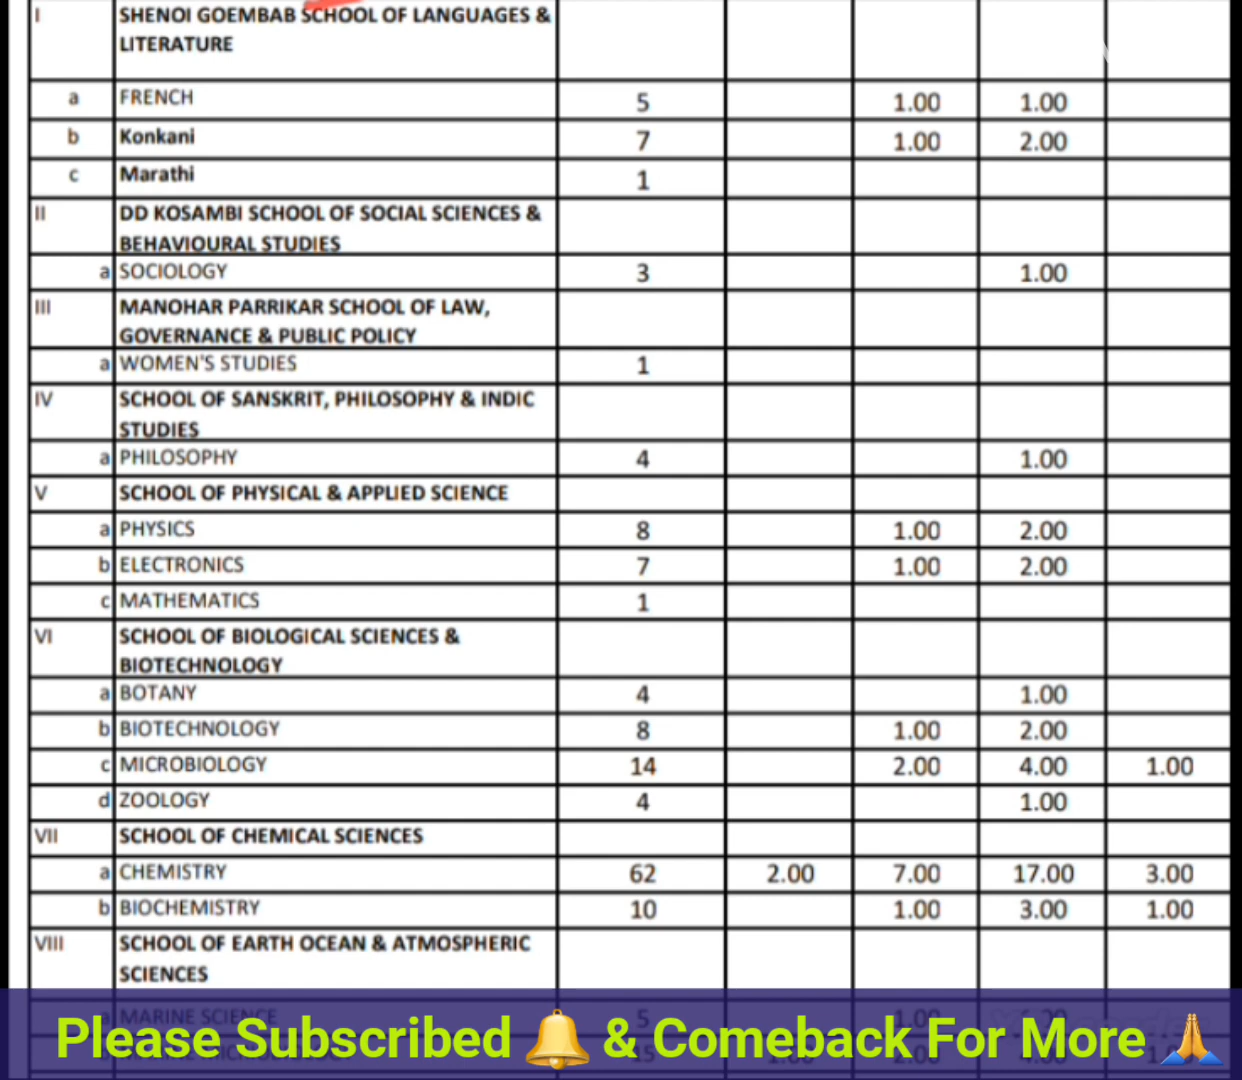 I SHENOI GOEMBAB SCHOOL OF LANGUAGES &
LITERATURE
a FRENCH 5 1.00 1.00
b Konkani 7 1.00 2.00
c Marathi 1
II DD KOSAMBI SCHOOL OF SOCIAL SCIENCES &
BEHAVIOURAL STUDIES
a SOCIOLOGY 3 1.00
III MANOHAR PARRIKAR SCHOOL OF LAW,
GOVERNANCE & PUBLIC POLICY
a WOMEN'S STUDIES 1
IV SCHOOL OF SANSKRIT, PHILOSOPHY & INDIC
STUDIES
a PHILOSOPHY 4 1.00
V SCHOOL OF PHYSICAL & APPLIED SCIENCE
a PHYSICS 8 1.00 2.00
b ELECTRONICS 7 1.00 2.00
c MATHEMATICS 1
VI SCHOOL OF BIOLOGICAL SCIENCES &
BIOTECHNOLOGY
a BOTANY 4 1.00
b BIOTECHNOLOGY 8 1.00 2.00
c MICROBIOLOGY 14 2.00 4.00 1.00
d ZOOLOGY 4 1.00
VII SCHOOL OF CHEMICAL SCIENCES
a CHEMISTRY 62 2.00 7.00 17.00 3.00
b BIOCHEMISTRY 10 1.00 3.00 1.00
VIII SCHOOL OF EARTH OCEAN & ATMOSPHERIC
SCIENCES
a MARINE SCIENCE 5 1.00
Please Subscribed 🔔 & Comeback For More 🙏